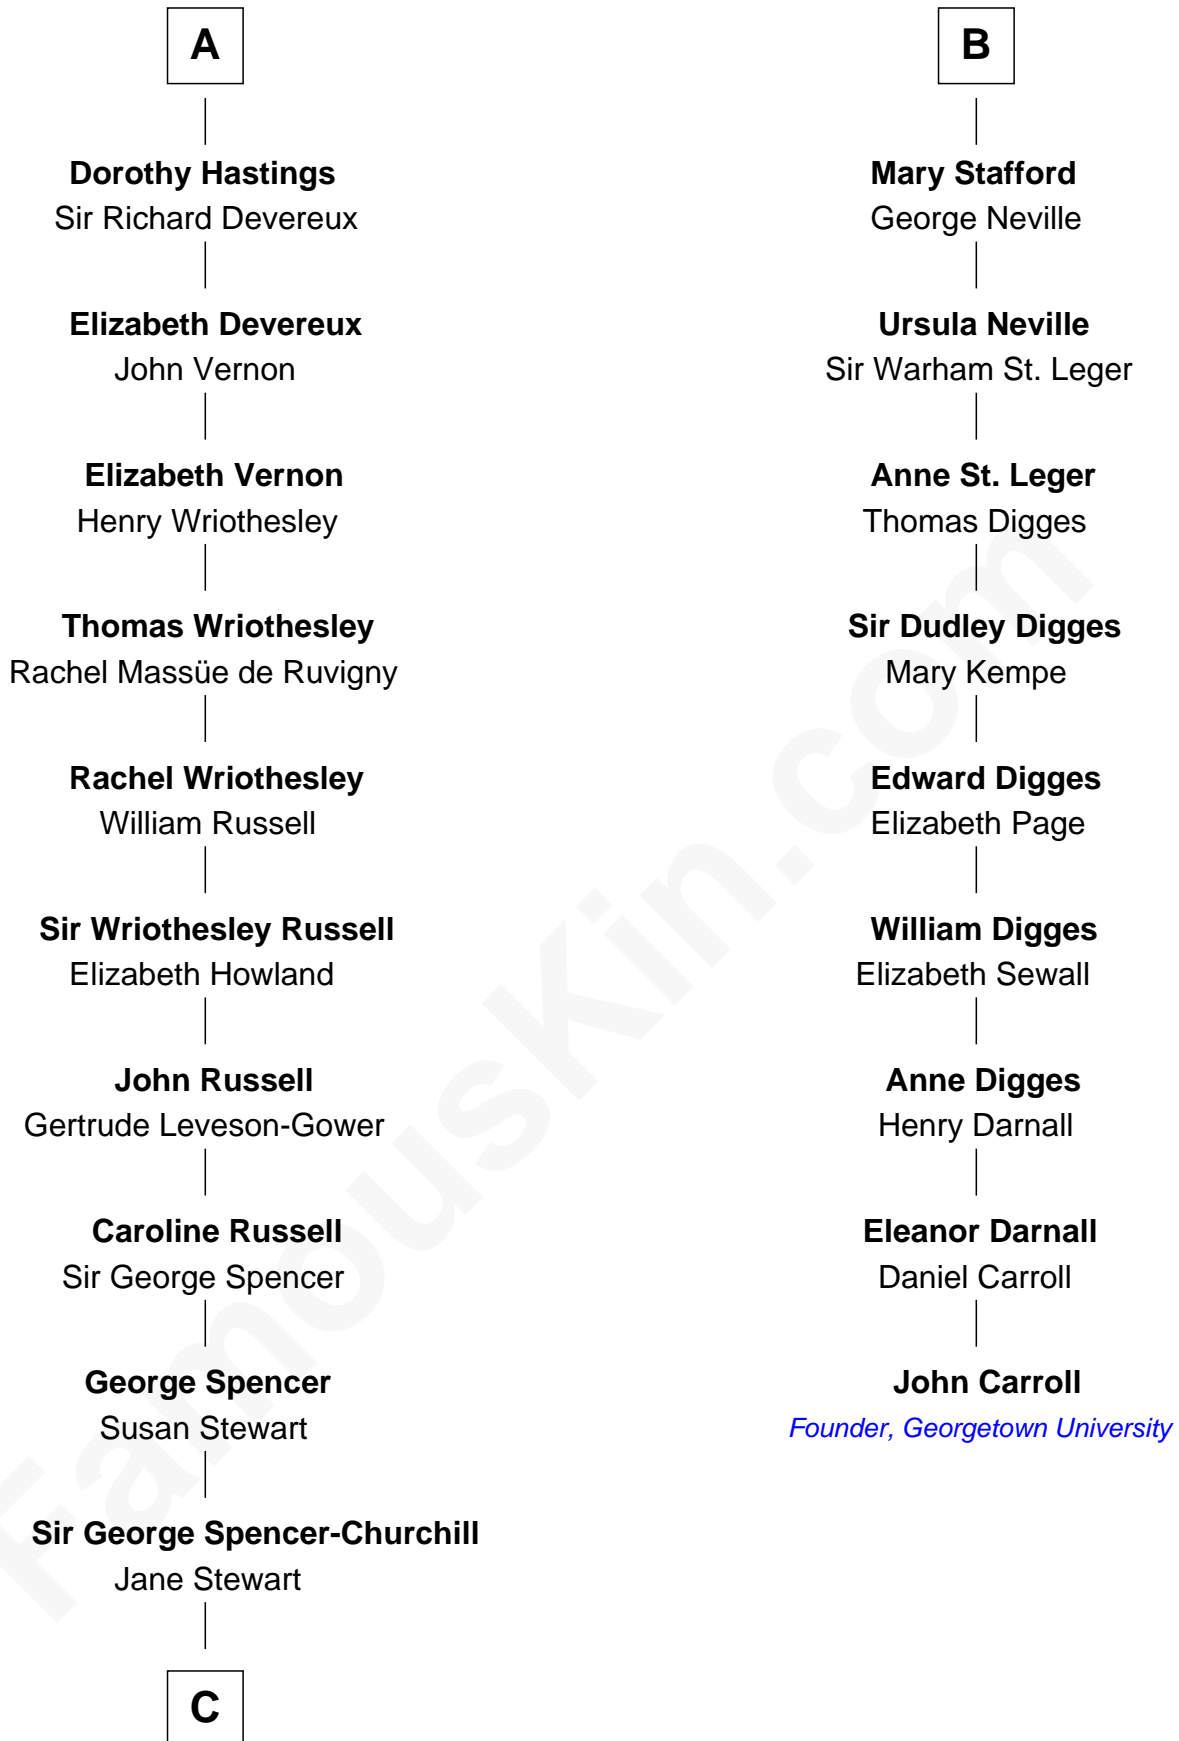 A
Dorothy Hastings
Sir Richard Devereux
Elizabeth Devereux
John Vernon
Elizabeth Vernon
Henry Wriothesley
Thomas Wriothesley
Rachel Massüe de Ruvigny
Rachel Wriothesley
William Russell
Sir Wriothesley Russell
Elizabeth Howland
John Russell
Gertrude Leveson-Gower
Caroline Russell
Sir George Spencer
George Spencer
Susan Stewart
Sir George Spencer-Churchill
Jane Stewart
C
B
Mary Stafford
George Neville
Ursula Neville
Sir Warham St. Leger
Anne St. Leger
Thomas Digges
Sir Dudley Digges
Mary Kempe
Edward Digges
Elizabeth Page
William Digges
Elizabeth Sewall
Anne Digges
Henry Darnall
Eleanor Darnall
Daniel Carroll
John Carroll
Founder, Georgetown University
FamousKin.com